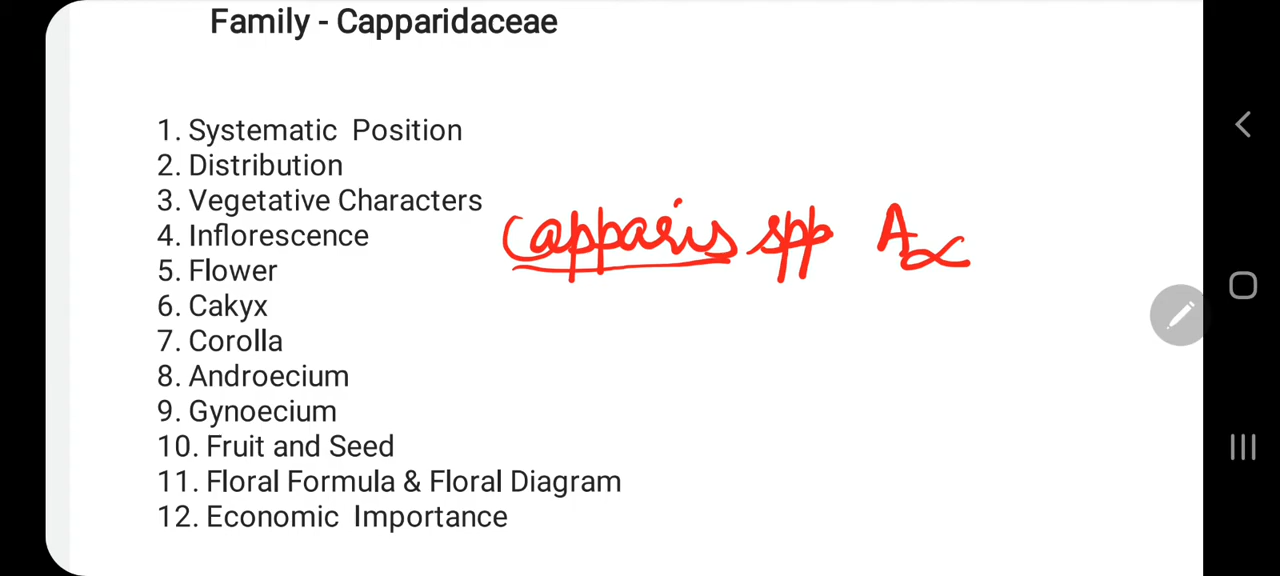 Family - Capparidaceae
1. Systematic Position
2. Distribution
3. Vegetative Characters
4. Inflorescence
Capparis spp A∝
5. Flower
6. Cakyx
7. Corolla
8. Androecium
9. Gynoecium
10. Fruit and Seed
11. Floral Formula & Floral Diagram
12. Economic Importance